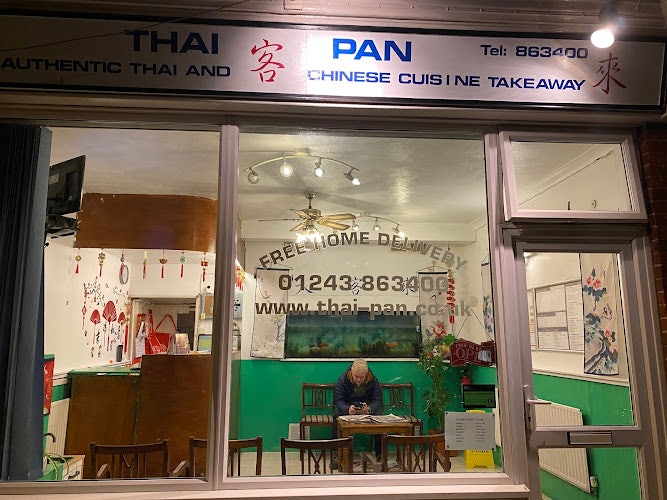 THAI 客 PAN Tel: 863400 來
AUTHENTIC THAI AND CHINESE CUISINE TAKEAWAY
FREE HOME DELIVERY
01243 863400
www.thai-pan.co.uk
OPEN